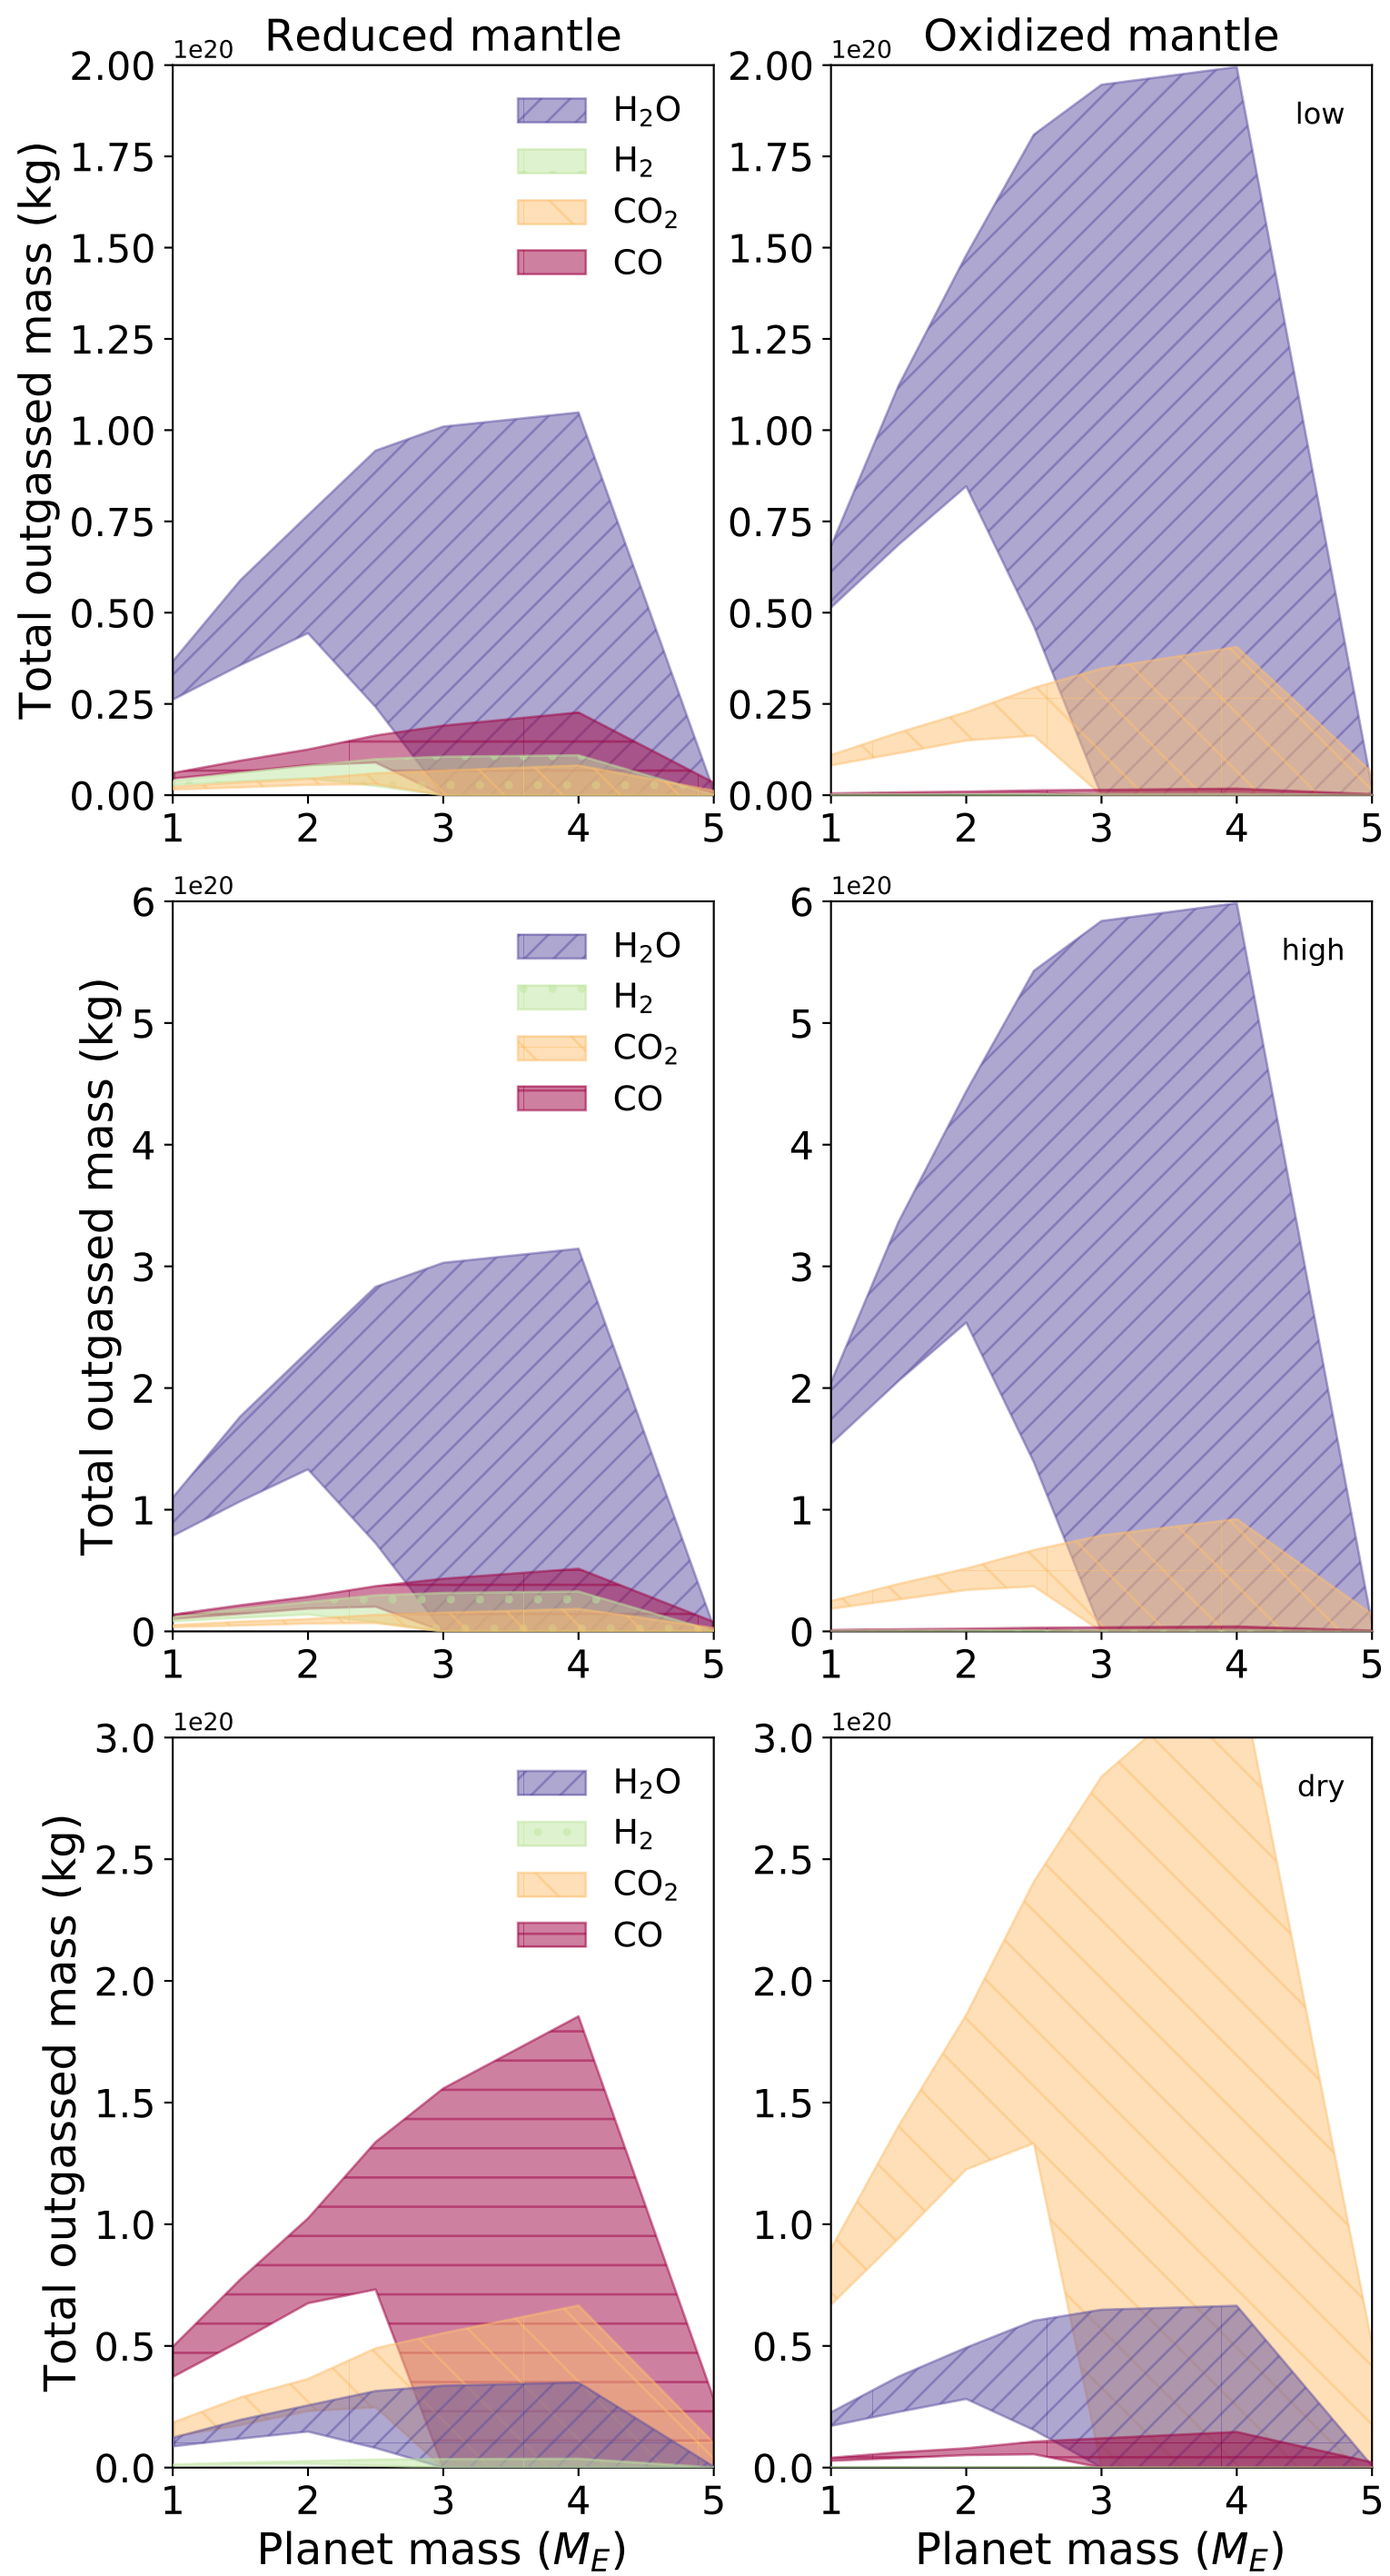 Reduced mantle
Oxidized mantle
1e20
1e20
Total outgassed mass (kg)
2.00
1.75
1.50
1.25
1.00
0.75
0.50
0.25
0.00
H₂O
H₂
CO₂
CO
1 2 3 4 5
2.00
1.75
1.50
1.25
1.00
0.75
0.50
0.25
0.00
low
1 2 3 4 5
1e20
1e20
Total outgassed mass (kg)
6
5
4
3
2
1
0
H₂O
H₂
CO₂
CO
1 2 3 4 5
6
5
4
3
2
1
0
high
1 2 3 4 5
1e20
1e20
Total outgassed mass (kg)
3.0
2.5
2.0
1.5
1.0
0.5
0.0
H₂O
H₂
CO₂
CO
1 2 3 4 5
Planet mass (M_E)
3.0
2.5
2.0
1.5
1.0
0.5
0.0
dry
1 2 3 4 5
Planet mass (M_E)